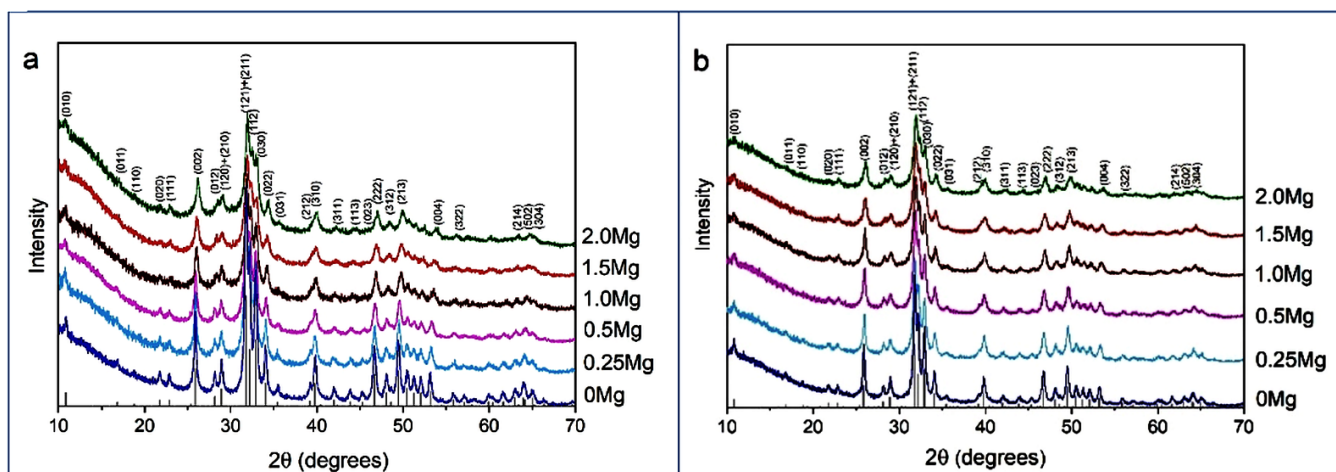 a
(010)
(011)
(110)
(020)
(111)
(002)
(012)
(120)+(210)
(121)+(211)
(112)
(030)
(022)
(031)
(212)
(310)
(311)
(113)
(023)
(222)
(312)
(213)
(004)
(322)
(214)
(502)
(304)
2.0Mg
1.5Mg
1.0Mg
0.5Mg
0.25Mg
0Mg
Intensity
10 20 30 40 50 60 70
2θ (degrees)
b
(010)
(011)
(110)
(020)
(111)
(002)
(012)
(120)+(210)
(121)+(211)
(112)
(030)
(022)
(031)
(212)
(310)
(311)
(113)
(023)
(222)
(312)
(213)
(004)
(322)
(214)
(502)
(304)
2.0Mg
1.5Mg
1.0Mg
0.5Mg
0.25Mg
0Mg
Intensity
10 20 30 40 50 60 70
2θ (degrees)